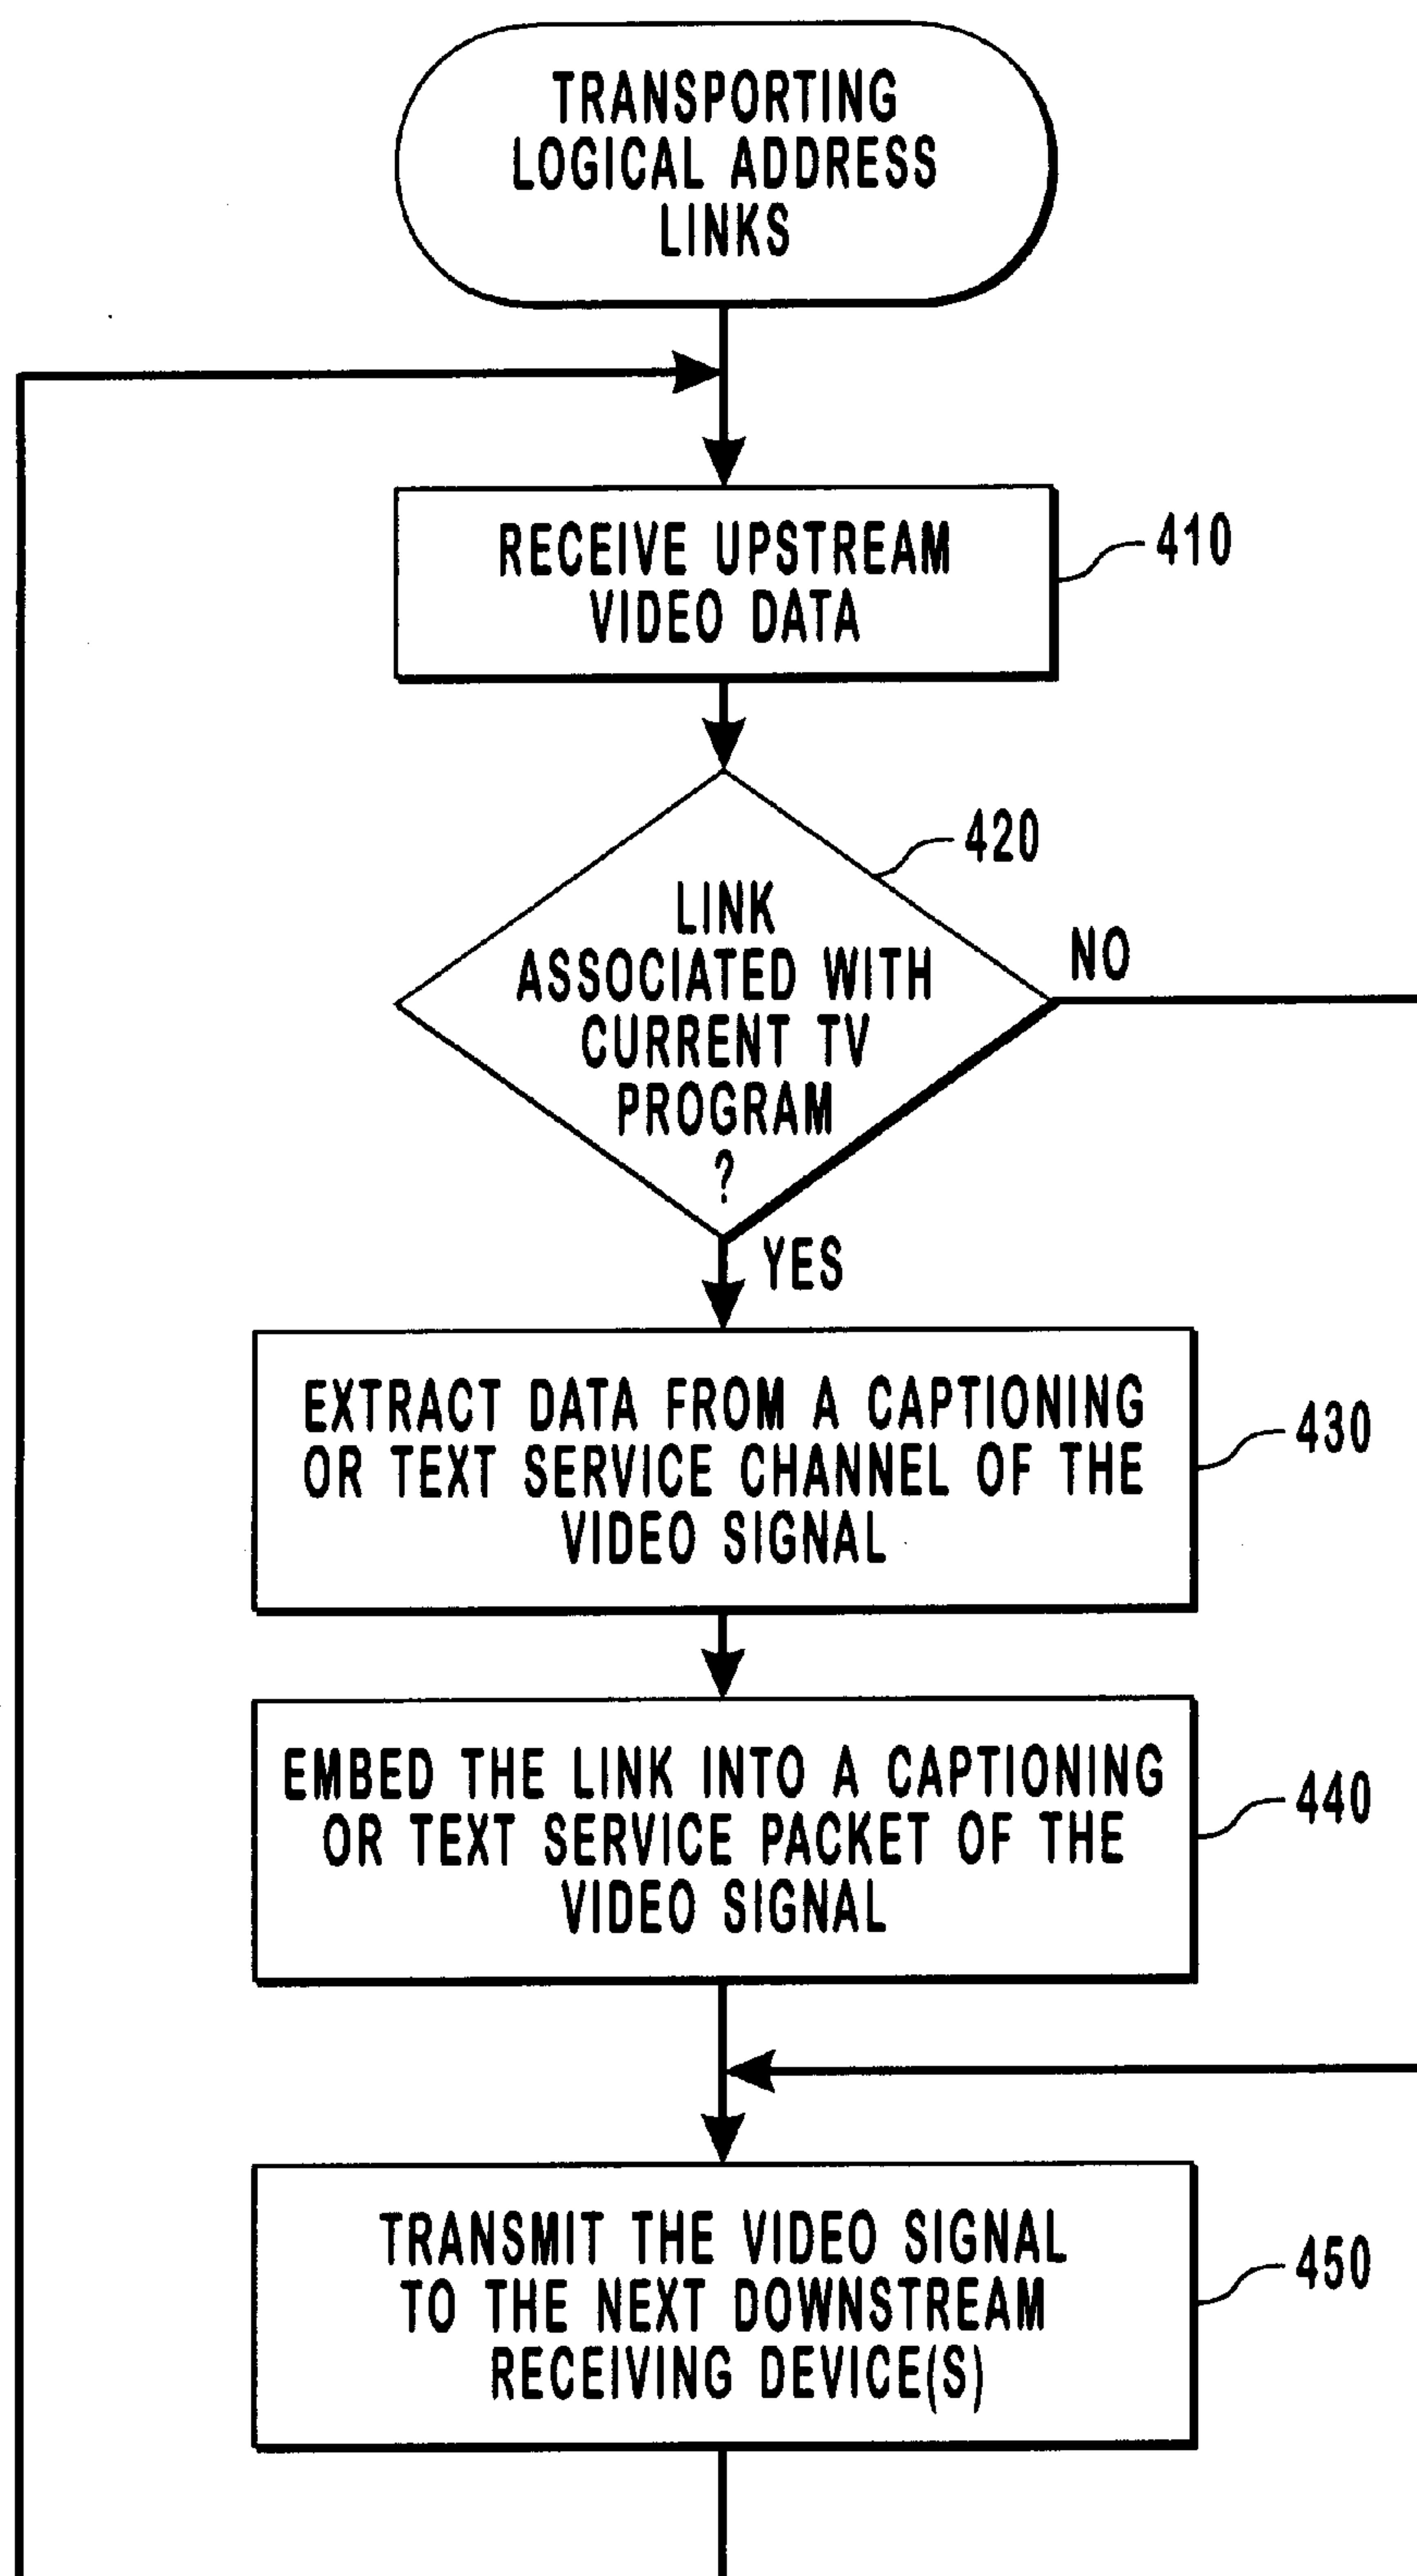 TRANSPORTING
LOGICAL ADDRESS
LINKS
RECEIVE UPSTREAM
VIDEO DATA
410
420
LINK
ASSOCIATED WITH
CURRENT TV
PROGRAM
?
NO
YES
EXTRACT DATA FROM A CAPTIONING
OR TEXT SERVICE CHANNEL OF THE
VIDEO SIGNAL
430
EMBED THE LINK INTO A CAPTIONING
OR TEXT SERVICE PACKET OF THE
VIDEO SIGNAL
440
TRANSMIT THE VIDEO SIGNAL
TO THE NEXT DOWNSTREAM
RECEIVING DEVICE(S)
450